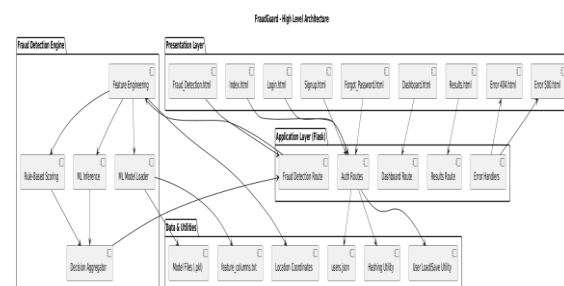 FraudGuard - High Level Architecture
Fraud Detection Engine
Presentation Layer
Feature Engineering
Fraud_Detection.html
Index.html
Login.html
Signup.html
Forgot_Password.html
Dashboard.html
Results.html
Error 404.html
Error 500.html
Application Layer (Flask)
Rule-Based Scoring
ML Inference
ML Model Loader
Fraud Detection Route
Auth Routes
Dashboard Route
Results Route
Error Handlers
Data & Utilities
Decision Aggregator
Model Files (.pkl)
feature_columns.txt
Location Coordinates
users.json
Hashing Utility
User Load/Save Utility